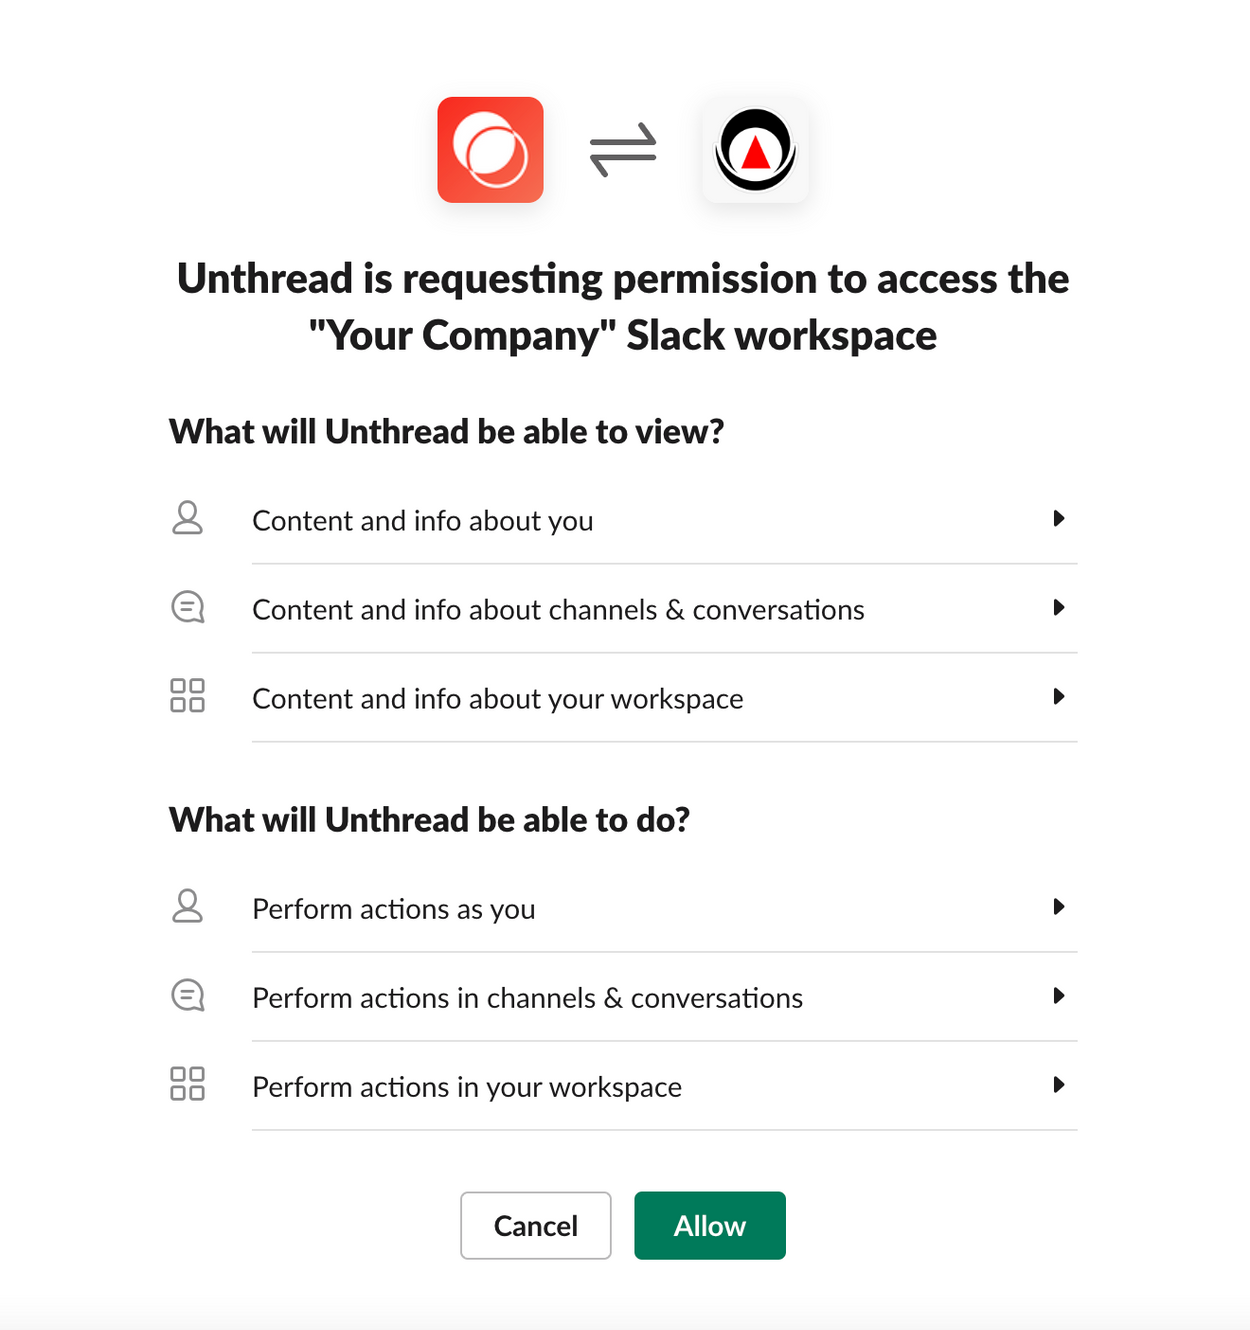 Unthread is requesting permission to access the
"Your Company" Slack workspace
What will Unthread be able to view?
Content and info about you
Content and info about channels & conversations
Content and info about your workspace
What will Unthread be able to do?
Perform actions as you
Perform actions in channels & conversations
Perform actions in your workspace
Cancel
Allow